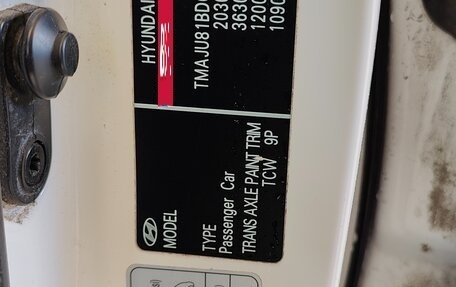 HYUNDAI
TMAJU81BD
203
363
120
109
MODEL
TYPE
Passenger Car
TRANS AXLE PAINT TRIM
TCW 9P